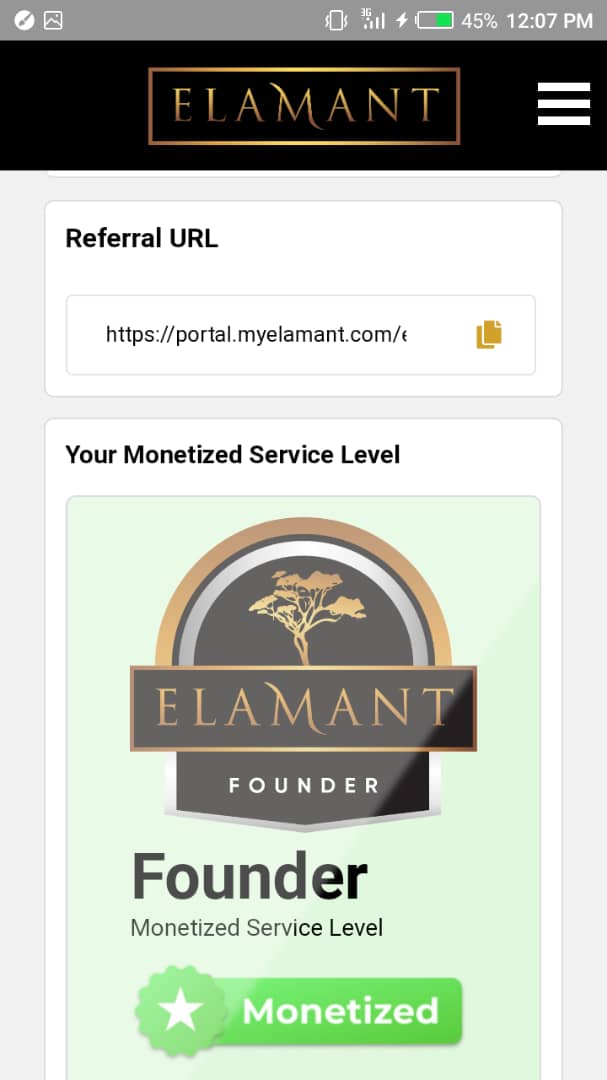 3G
45% 12:07 PM
ELAMANT
Referral URL
https://portal.myelamant.com/e
Your Monetized Service Level
ELAMANT
FOUNDER
Founder
Monetized Service Level
Monetized